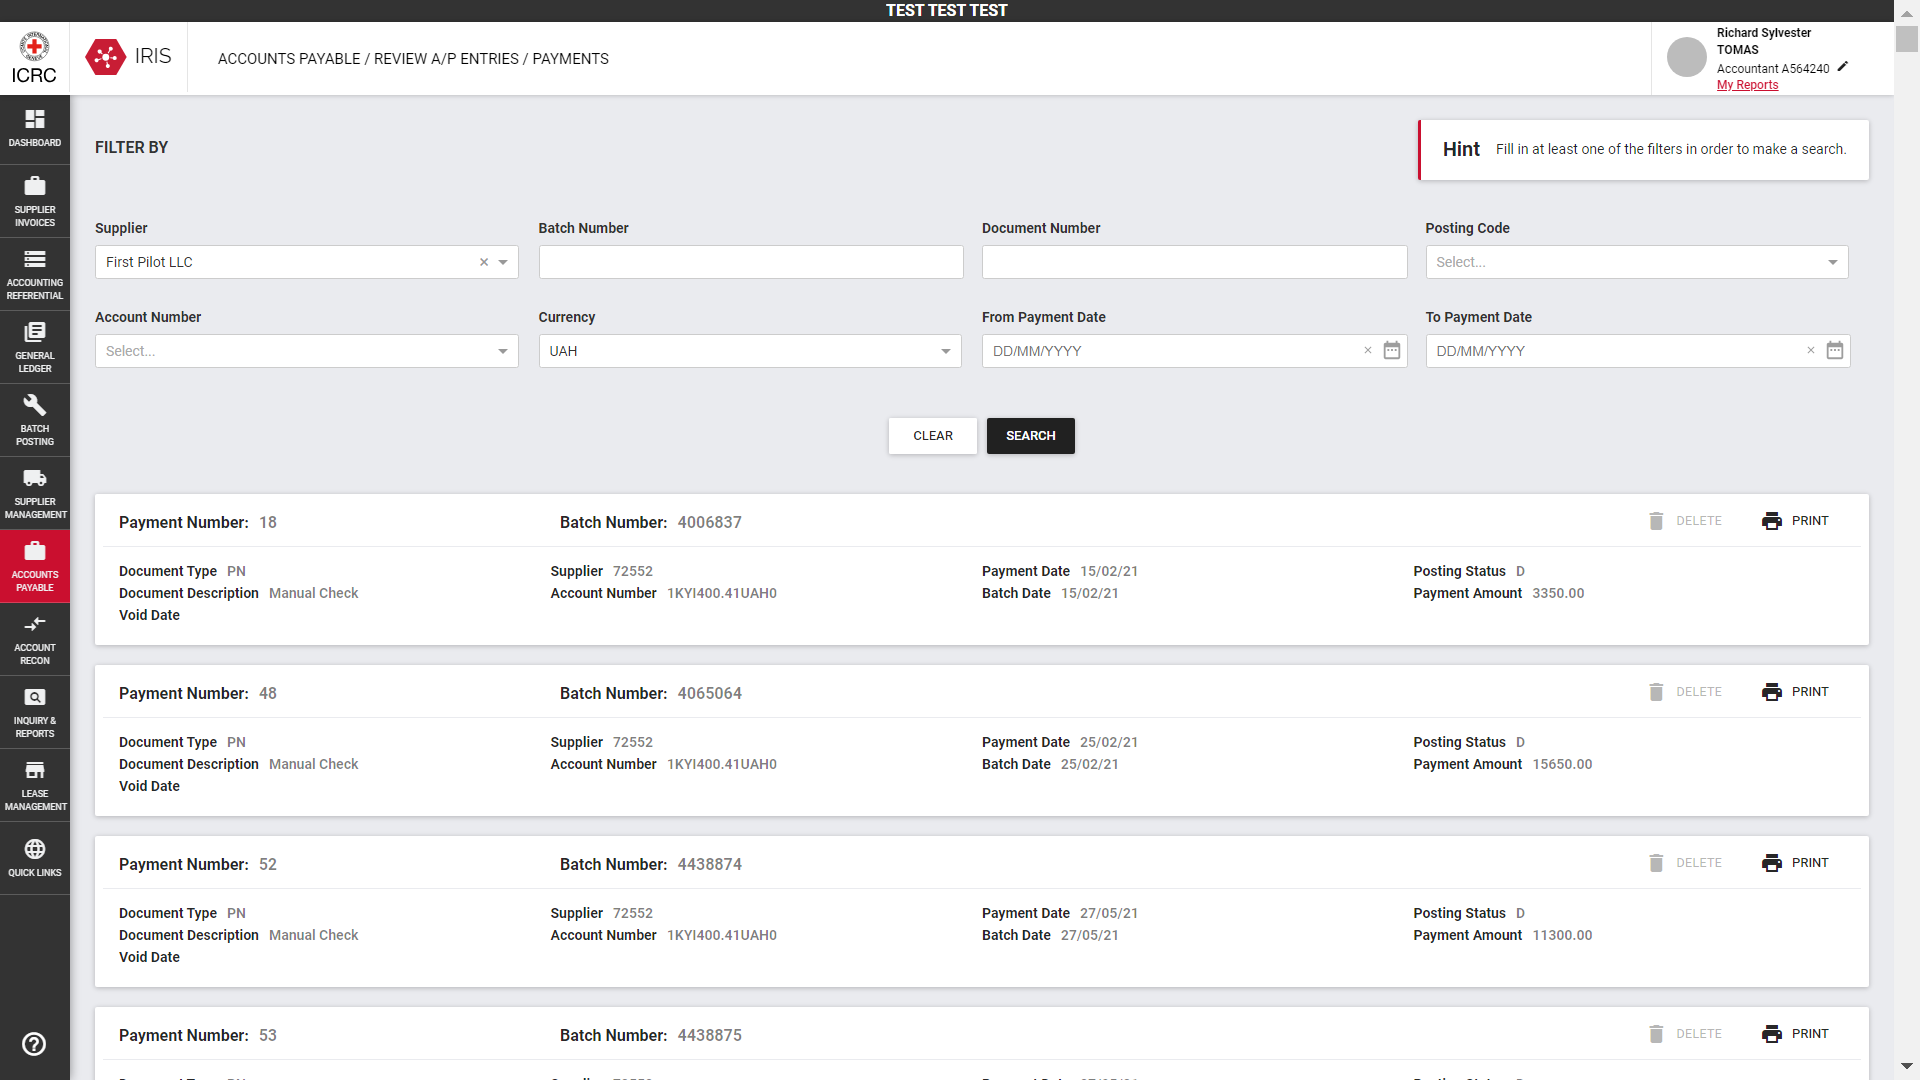 TEST TEST TEST
ICRC
IRIS
ACCOUNTS PAYABLE / REVIEW A/P ENTRIES / PAYMENTS
Richard Sylvester
TOMAS
Accountant A564240
My Reports
DASHBOARD
SUPPLIER
INVOICES
ACCOUNTING
REFERENTIAL
GENERAL
LEDGER
BATCH
POSTING
SUPPLIER
MANAGEMENT
ACCOUNTS
PAYABLE
ACCOUNT
RECON
INQUIRY &
REPORTS
LEASE
MANAGEMENT
QUICK LINKS
FILTER BY
Hint Fill in at least one of the filters in order to make a search.
Supplier Batch Number Document Number Posting Code
First Pilot LLC Select...
Account Number Currency From Payment Date To Payment Date
Select... UAH DD/MM/YYYY DD/MM/YYYY
CLEAR SEARCH
Payment Number: 18 Batch Number: 4006837 DELETE PRINT
Document Type PN Supplier 72552 Payment Date 15/02/21 Posting Status D
Document Description Manual Check Account Number 1KYI400.41UAH0 Batch Date 15/02/21 Payment Amount 3350.00
Void Date
Payment Number: 48 Batch Number: 4065064 DELETE PRINT
Document Type PN Supplier 72552 Payment Date 25/02/21 Posting Status D
Document Description Manual Check Account Number 1KYI400.41UAH0 Batch Date 25/02/21 Payment Amount 15650.00
Void Date
Payment Number: 52 Batch Number: 4438874 DELETE PRINT
Document Type PN Supplier 72552 Payment Date 27/05/21 Posting Status D
Document Description Manual Check Account Number 1KYI400.41UAH0 Batch Date 27/05/21 Payment Amount 11300.00
Void Date
Payment Number: 53 Batch Number: 4438875 DELETE PRINT